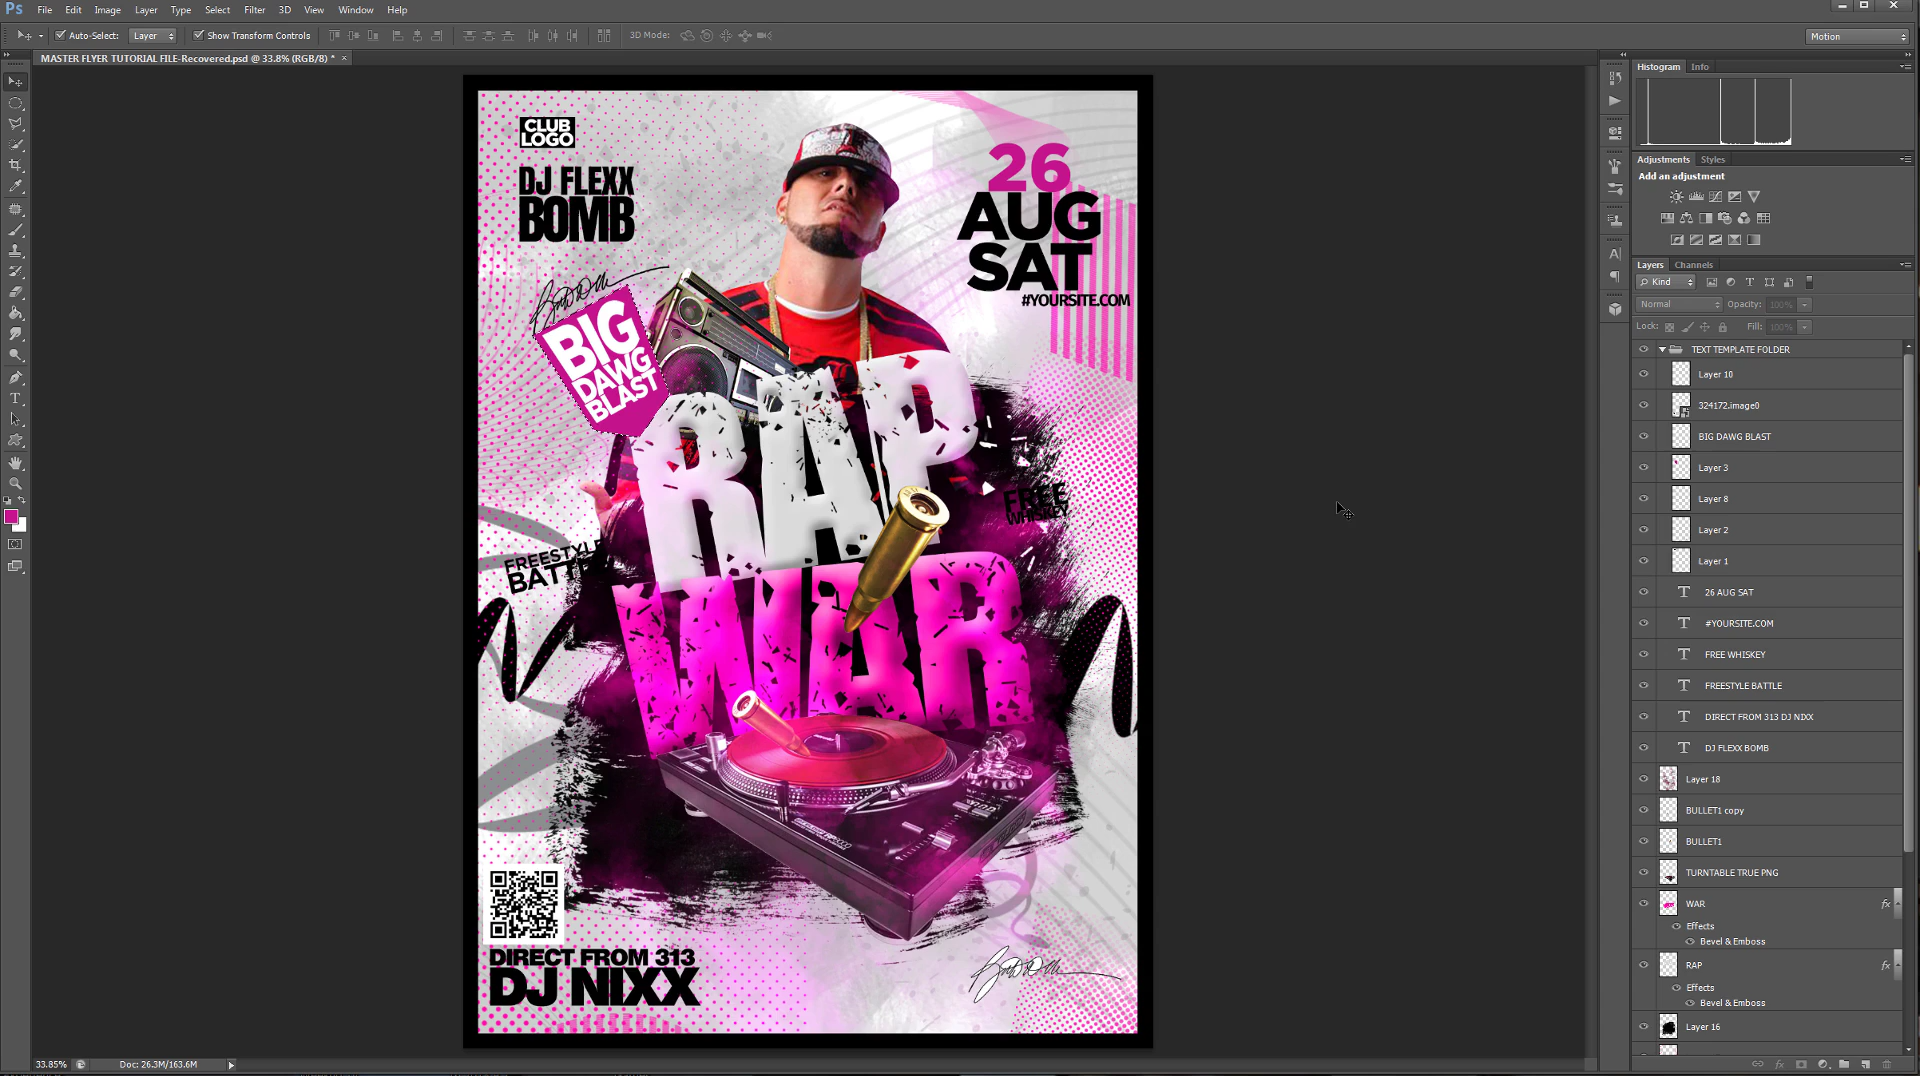 Ps File Edit Image Layer Type Select Filter 3D View Window Help
Auto-Select: Layer Show Transform Controls 3D Mode: Motion
MASTER FLYER TUTORIAL FILE-Recovered.psd @ 33.8% (RGB/8) * ×
CLUB
LOGO
DJ FLEXX
BOMB
26
AUG
SAT
#YOURSITE.COM
BIG
DAWG
BLAST
RAP
FREE
WHISKEY
FREESTYLE
BATTLE
WAR
DIRECT FROM 313
DJ NIXX
33.85% Doc: 26.3M/163.6M
Histogram Info
Adjustments Styles
Add an adjustment
Layers Channels
Kind
Normal Opacity: 100%
Lock: Fill: 100%
TEXT TEMPLATE FOLDER
Layer 10
324172.image0
BIG DAWG BLAST
Layer 3
Layer 8
Layer 2
Layer 1
T 26 AUG SAT
T #YOURSITE.COM
T FREE WHISKEY
T FREESTYLE BATTLE
T DIRECT FROM 313 DJ NIXX
T DJ FLEXX BOMB
Layer 18
BULLET1 copy
BULLET1
TURNTABLE TRUE PNG
WAR fx
Effects
Bevel & Emboss
RAP fx
Effects
Bevel & Emboss
Layer 16